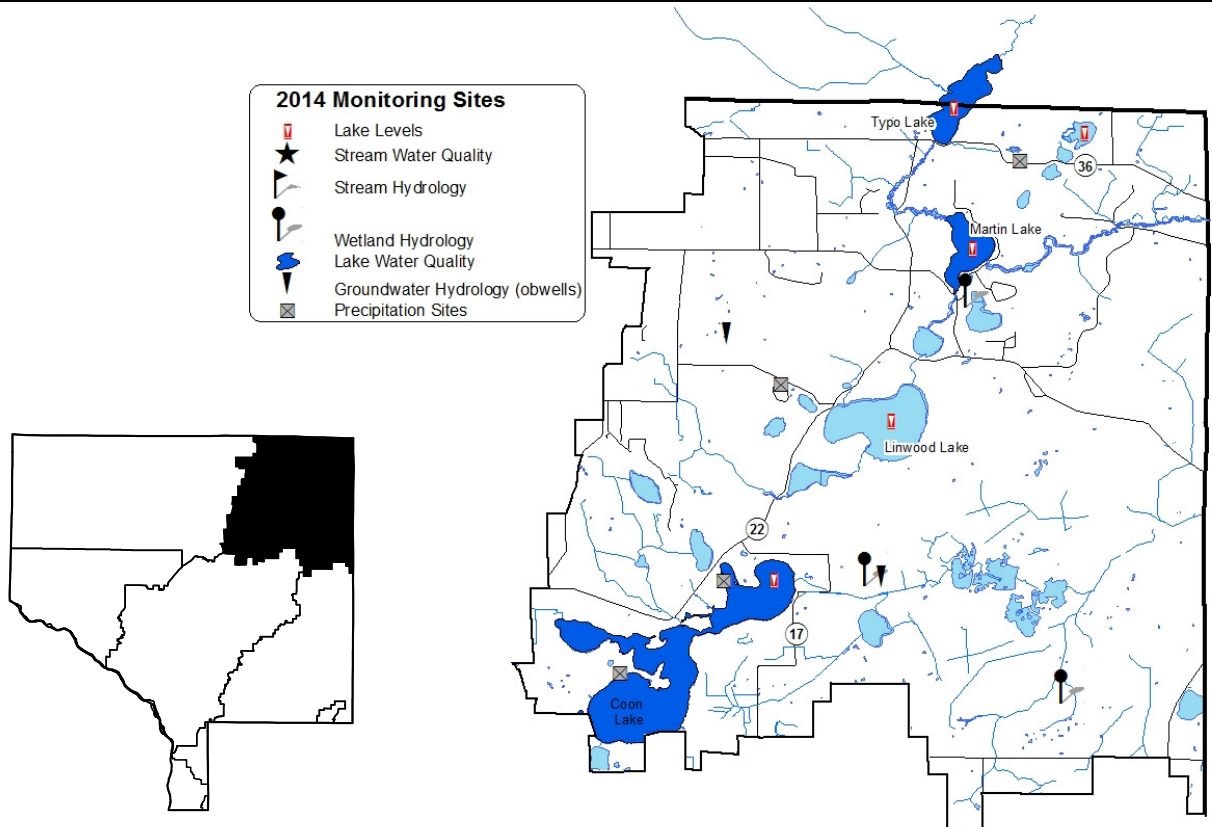 2014 Monitoring Sites
Lake Levels
Stream Water Quality
Stream Hydrology
Wetland Hydrology
Lake Water Quality
Groundwater Hydrology (obwells)
Precipitation Sites
Typo Lake
36
Martin Lake
Linwood Lake
22
17
Coon
Lake